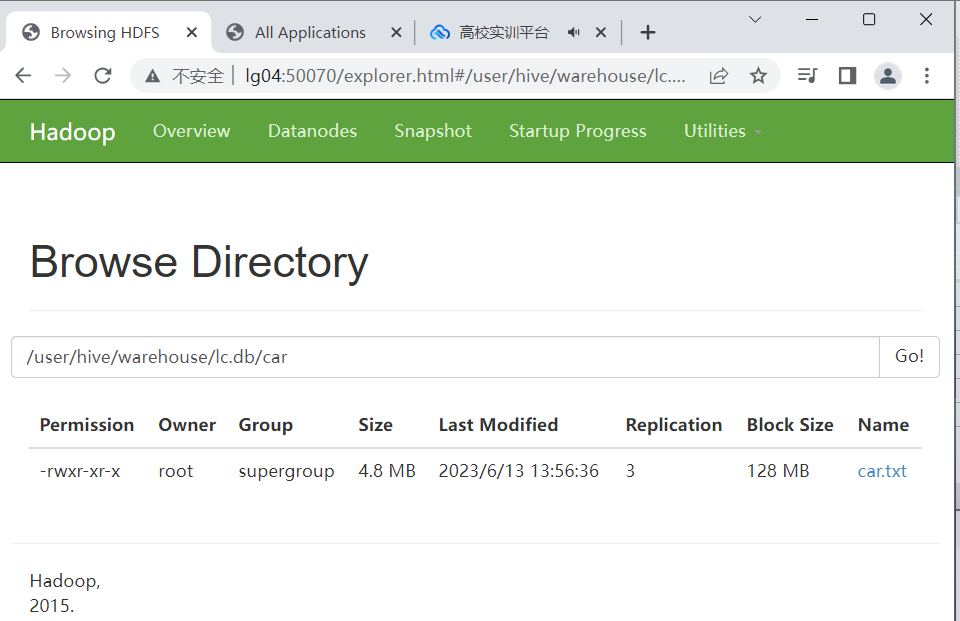 Browsing HDFS All Applications 高校实训平台
不安全 lg04:50070/explorer.html#/user/hive/warehouse/lc....
Hadoop Overview Datanodes Snapshot Startup Progress Utilities
Browse Directory
/user/hive/warehouse/lc.db/car Go!
Permission Owner Group Size Last Modified Replication Block Size Name
-rwxr-xr-x root supergroup 4.8 MB 2023/6/13 13:56:36 3 128 MB car.txt
Hadoop,
2015.